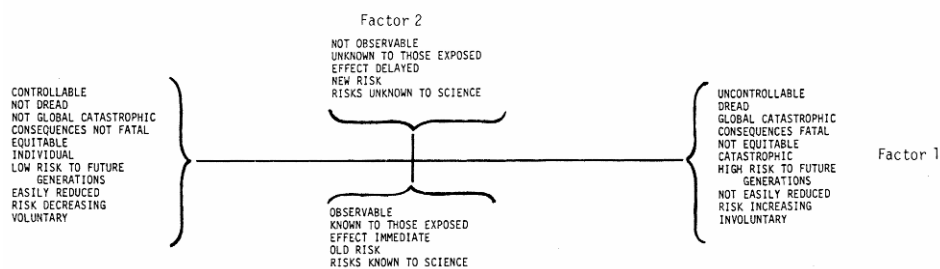 Factor 2
NOT OBSERVABLE
UNKNOWN TO THOSE EXPOSED
EFFECT DELAYED
NEW RISK
RISKS UNKNOWN TO SCIENCE
CONTROLLABLE
NOT DREAD
NOT GLOBAL CATASTROPHIC
CONSEQUENCES NOT FATAL
EQUITABLE
INDIVIDUAL
LOW RISK TO FUTURE
GENERATIONS
EASILY REDUCED
RISK DECREASING
VOLUNTARY
UNCONTROLLABLE
DREAD
GLOBAL CATASTROPHIC
CONSEQUENCES FATAL
NOT EQUITABLE
CATASTROPHIC
HIGH RISK TO FUTURE
GENERATIONS
NOT EASILY REDUCED
RISK INCREASING
INVOLUNTARY
Factor 1
OBSERVABLE
KNOWN TO THOSE EXPOSED
EFFECT IMMEDIATE
OLD RISK
RISKS KNOWN TO SCIENCE